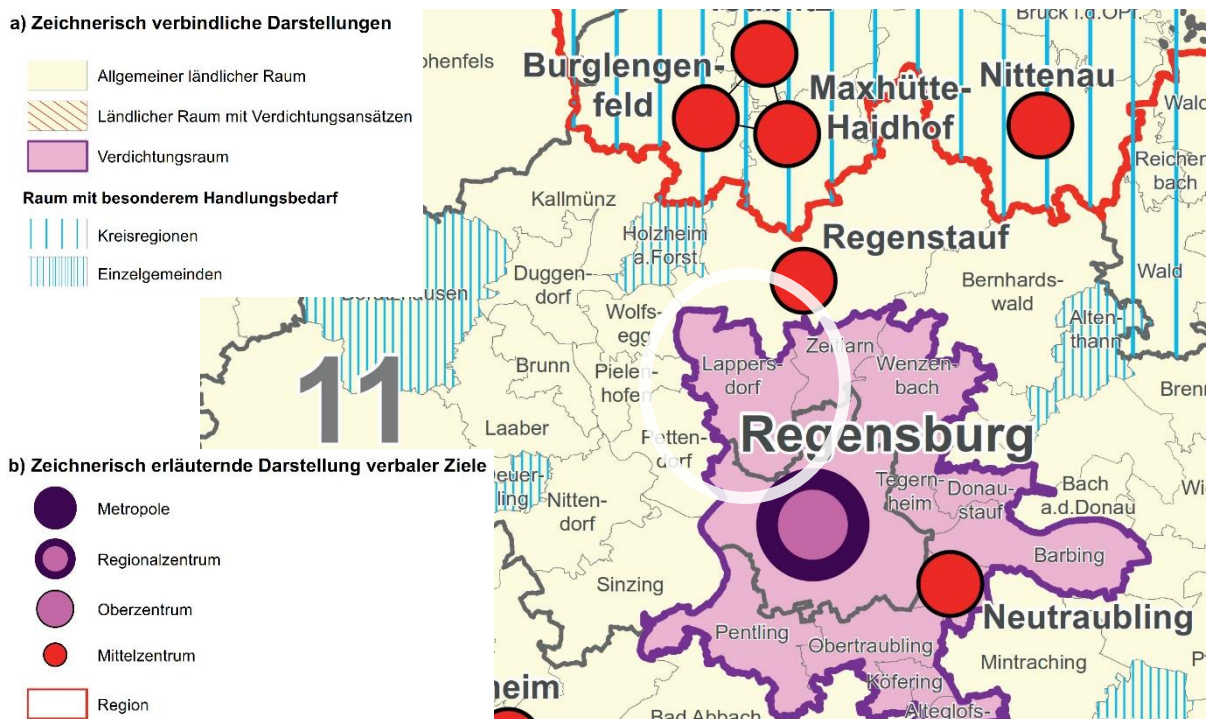 a) Zeichnerisch verbindliche Darstellungen
Allgemeiner ländlicher Raum
Ländlicher Raum mit Verdichtungsansätzen
Verdichtungsraum
Raum mit besonderem Handlungsbedarf
Kreisregionen
Einzelgemeinden
11
b) Zeichnerisch erläuternde Darstellung verbaler Ziele
Metropole
Regionalzentrum
Oberzentrum
Mittelzentrum
Region
Bruck i.d.OPf.
Burglengen-
feld
Maxhütte-
Haidhof
Nittenau
Reichen
bach
Kallmünz
Holzheim
a.Forst
Regenstauf
Duggen-
dorf
Bernhards-
wald
Wald
Wolfs-
egg
Alten-
thann
Zeitlarn
Lappers-
dorf
Wenzen-
bach
Brunn
Pielen-
hofen
Laaber
Regensburg
Petten-
dorf
Nitten-
dorf
Tegern-
heim
Donau-
stauf
Bach
a.d.Donau
Barbing
Sinzing
Neutraubling
Pentling
Obertraubling
Mintraching
Köfering
Bad Abbach
Alteglofs-